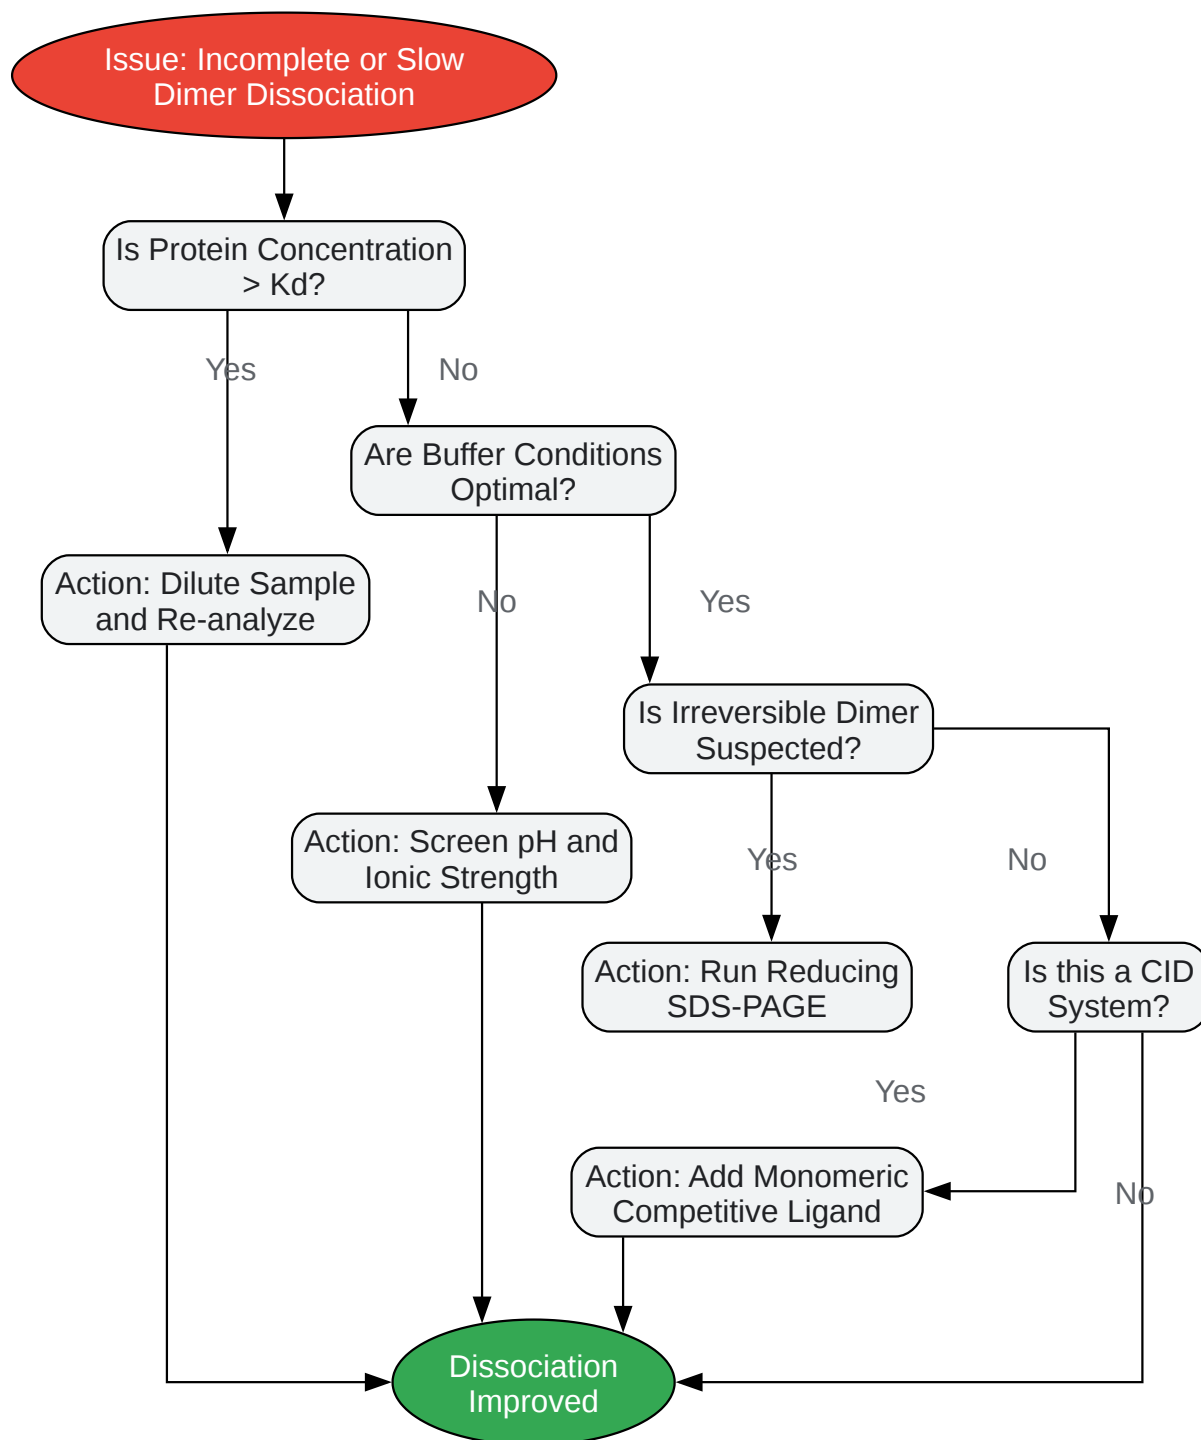 Issue: Incomplete or Slow
Dimer Dissociation
Is Protein Concentration
> Kd?
Yes
No
Are Buffer Conditions
Optimal?
Action: Dilute Sample
and Re-analyze
No
Yes
Is Irreversible Dimer
Suspected?
Action: Screen pH and
Ionic Strength
Yes
No
Action: Run Reducing
SDS-PAGE
Is this a CID
System?
Yes
Action: Add Monomeric
Competitive Ligand
No
Dissociation
Improved